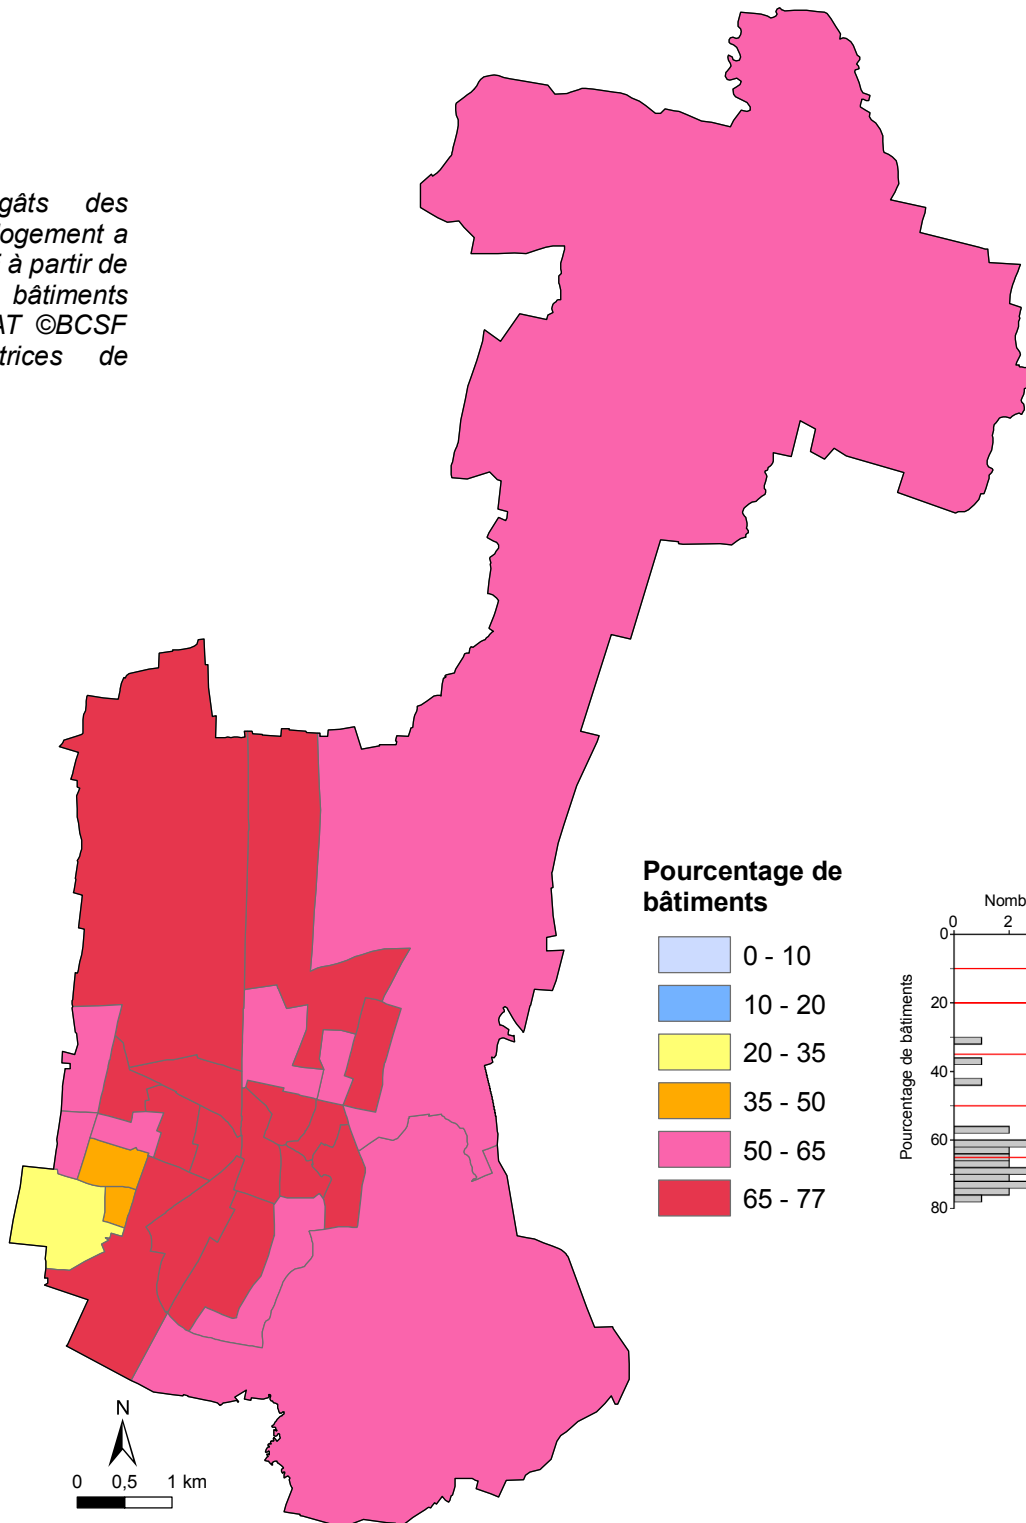 gâts des
logement a
à partir de
bâtiments
AT ©BCSF
trices de
Pourcentage de
bâtiments
0 - 10
10 - 20
20 - 35
35 - 50
50 - 65
65 - 77
Nomb
0 2
0
20
40
60
80
Pourcentage de bâtiments
N
0 0,5 1 km